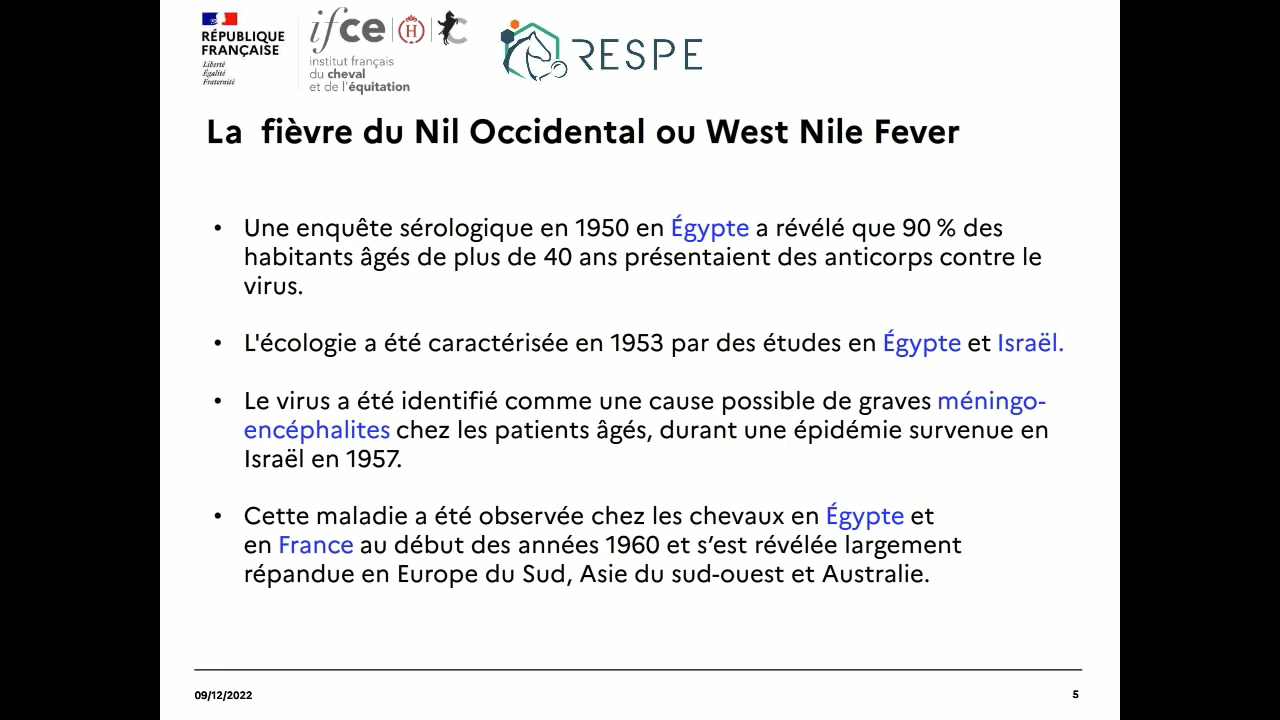 RÉPUBLIQUE
FRANÇAISE
Liberté
Égalité
Fraternité
ifce
H
institut français
du cheval
et de l'équitation
RESPE
La fièvre du Nil Occidental ou West Nile Fever
• Une enquête sérologique en 1950 en Égypte a révélé que 90 % des
habitants âgés de plus de 40 ans présentaient des anticorps contre le
virus.
• L'écologie a été caractérisée en 1953 par des études en Égypte et Israël.
• Le virus a été identifié comme une cause possible de graves méningo-
encéphalites chez les patients âgés, durant une épidémie survenue en
Israël en 1957.
• Cette maladie a été observée chez les chevaux en Égypte et
en France au début des années 1960 et s’est révélée largement
répandue en Europe du Sud, Asie du sud-ouest et Australie.
09/12/2022
5